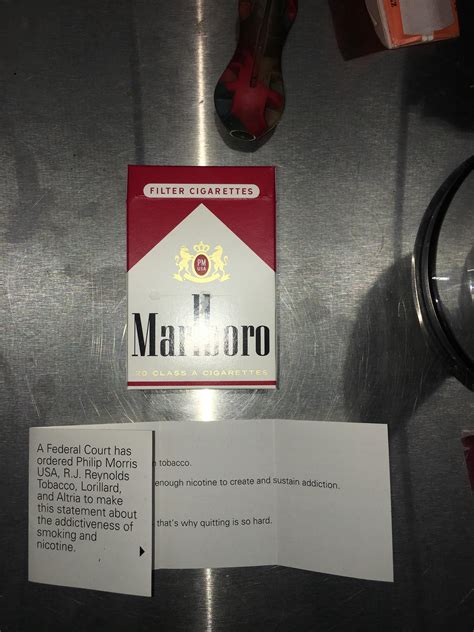 FILTER CIGARETTES
PM
USA
Marlboro
20 CLASS A CIGARETTES
A Federal Court has
ordered Philip Morris
USA, R.J. Reynolds
Tobacco, Lorillard,
and Altria to make
this statement about
the addictiveness of
smoking and
nicotine.
tobacco.
enough nicotine to create and sustain addiction.
that's why quitting is so hard.